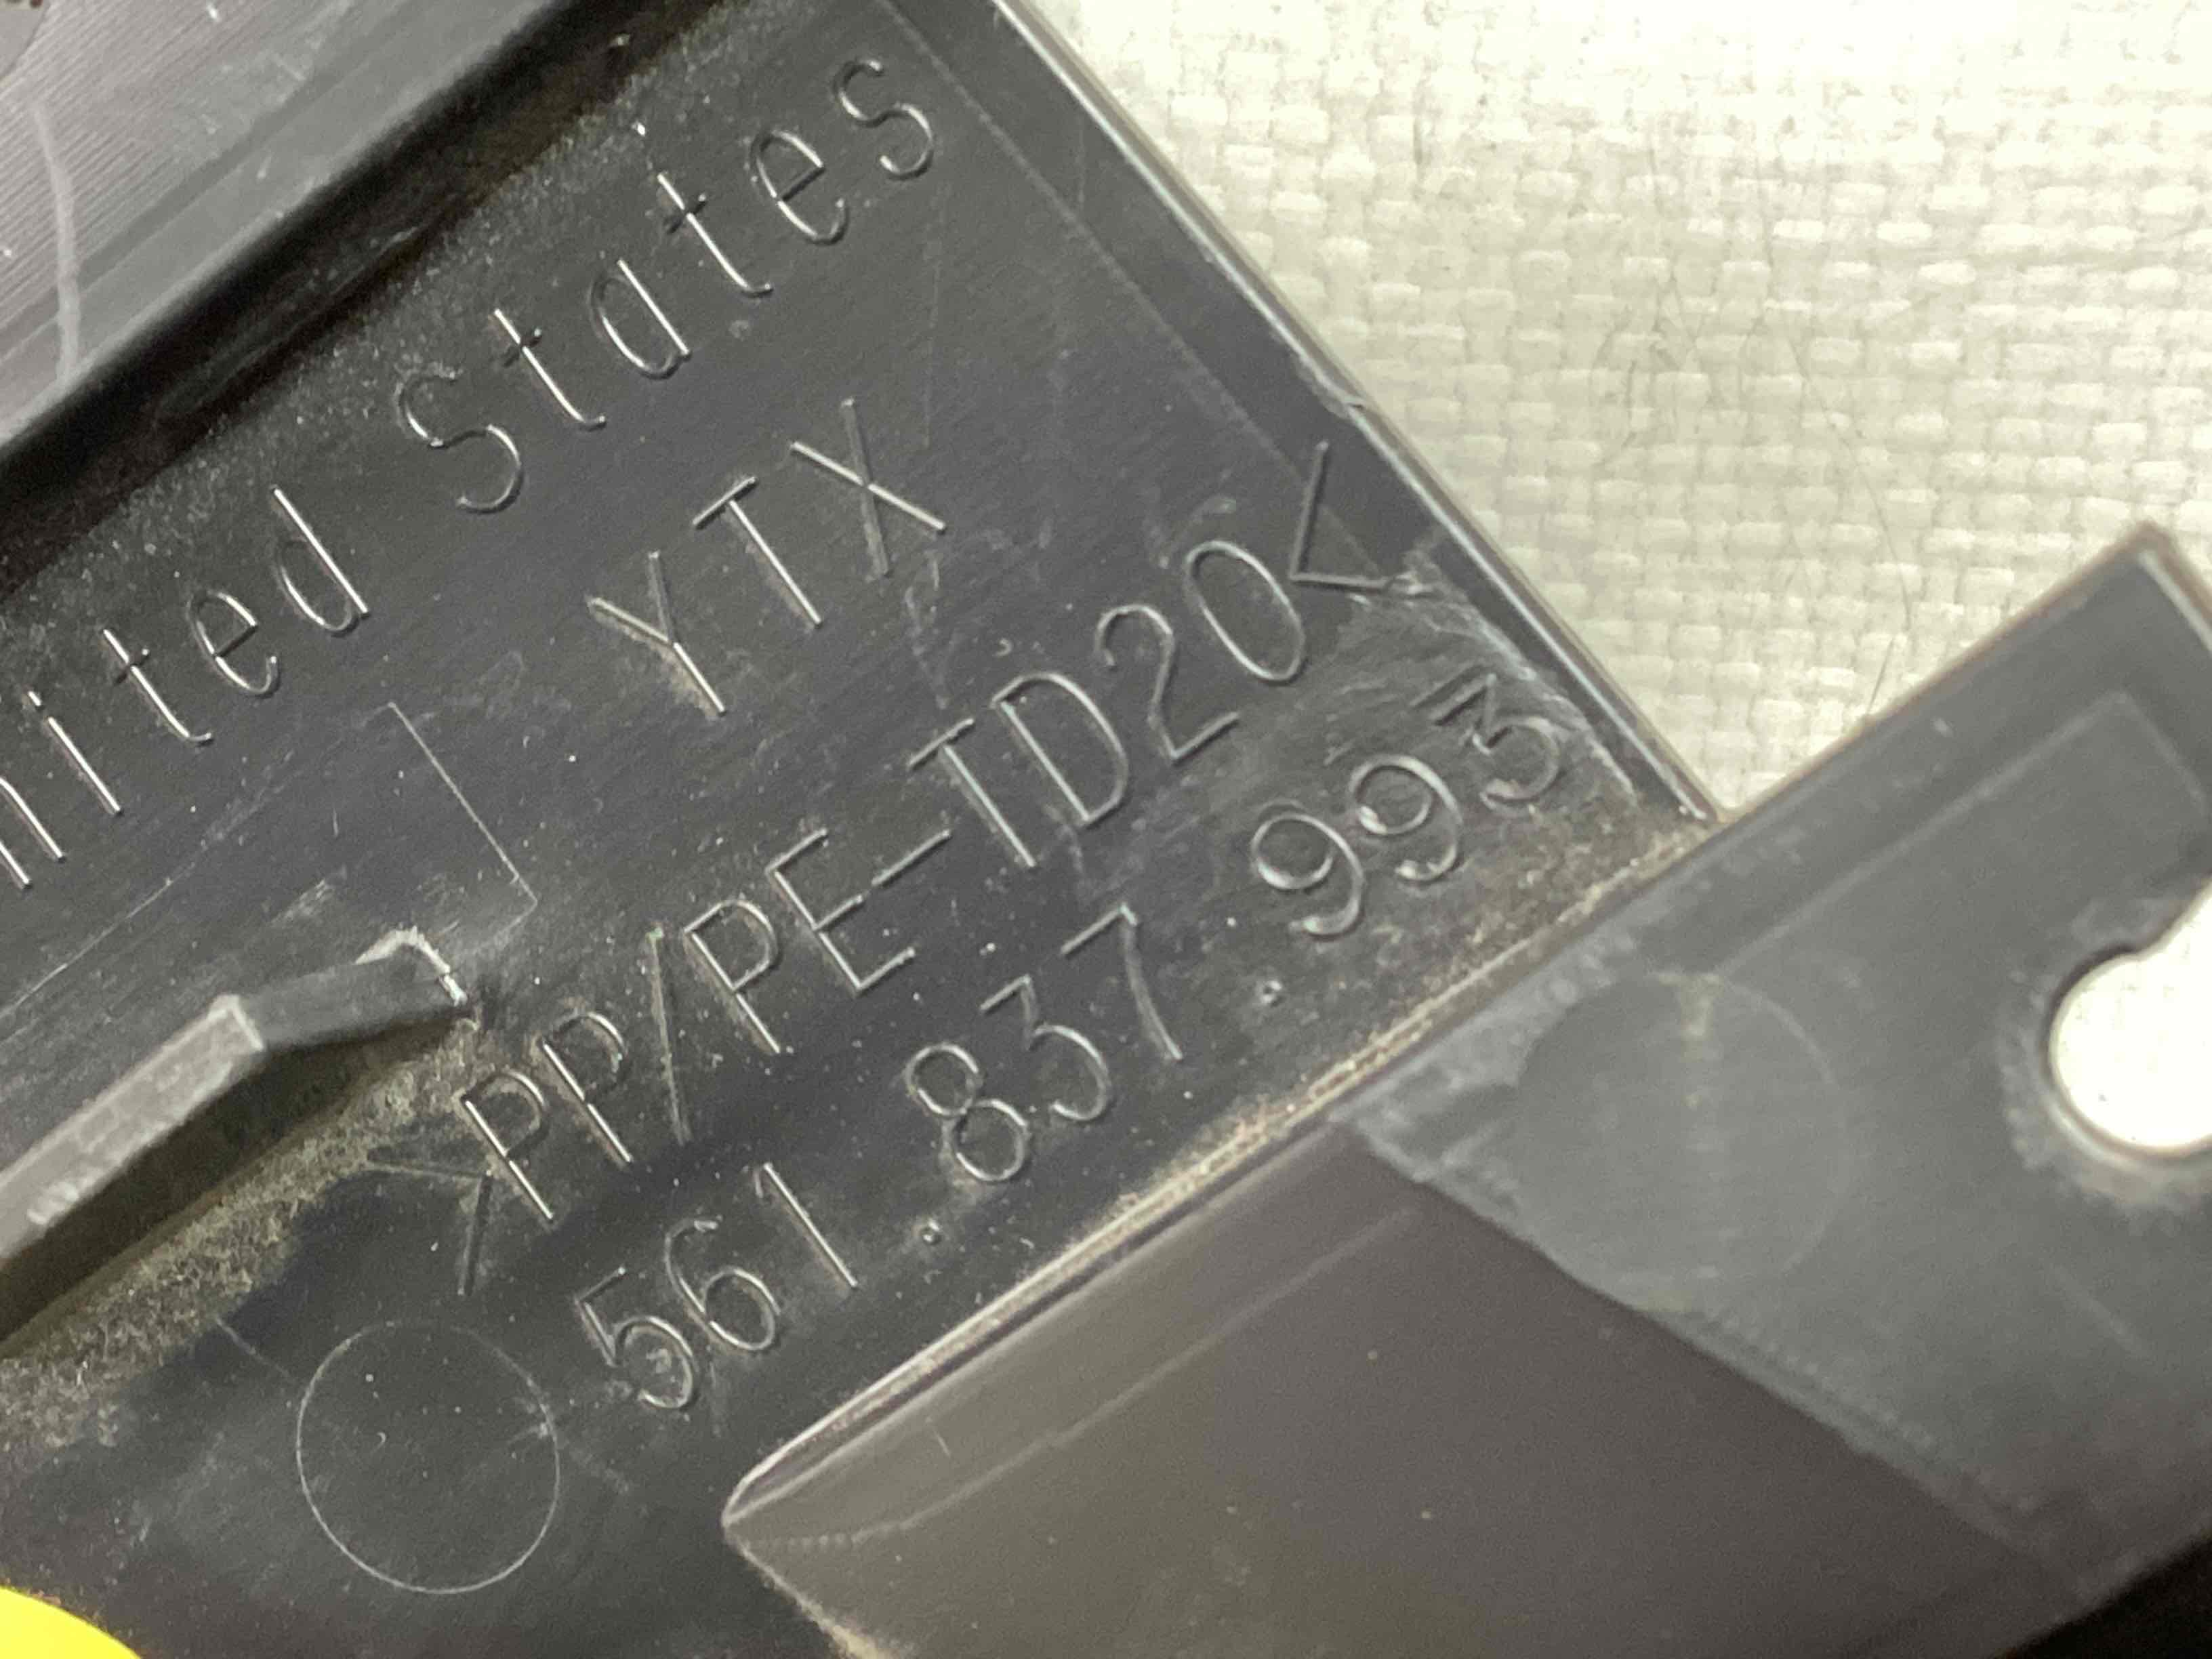 nited States
YTX
>PP/PE-TD20<
561.837.993